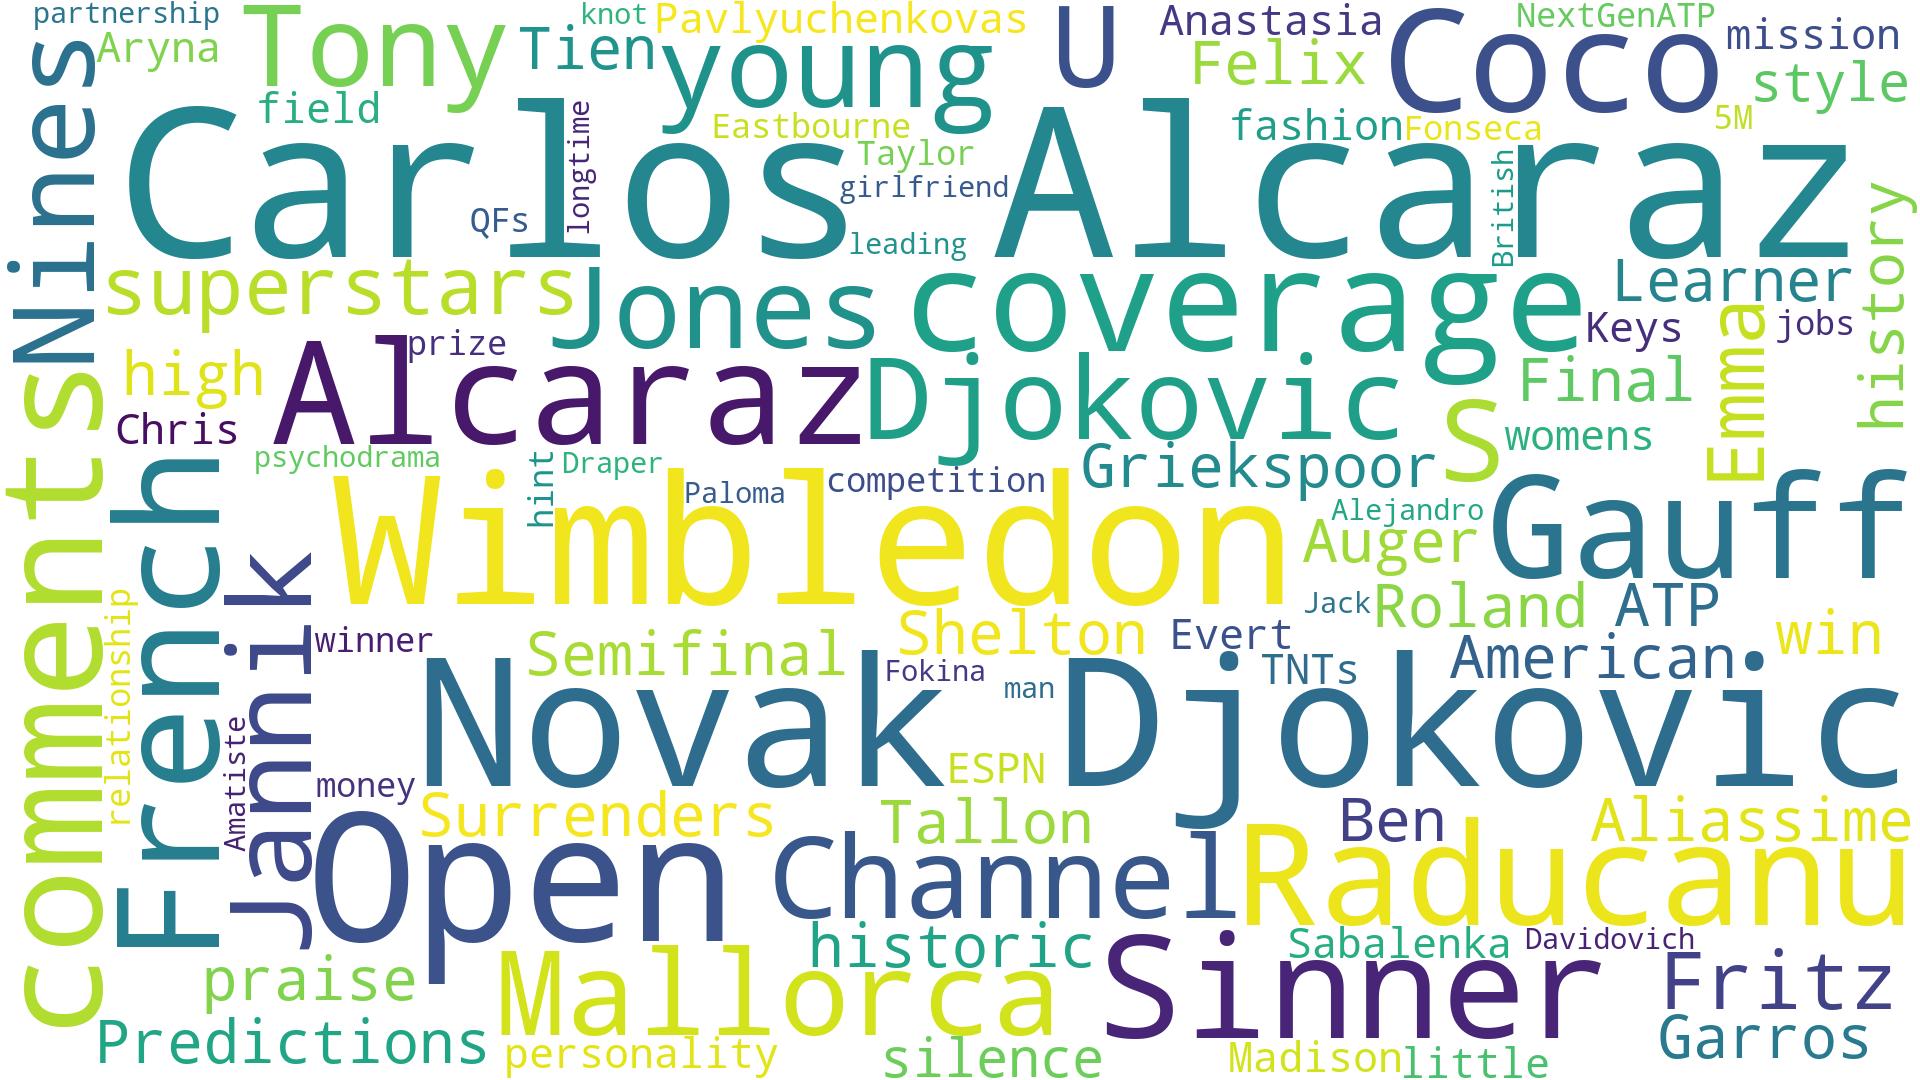 partnership
Aryna
Tony
knot
Tien
Pavlyuchenkovas
young
U
Anastasia
Felix
Coco
NextGenATP
mission
style
5M
field
longtime
Eastbourne
Taylor
girlfriend
fashion
Fonseca
British
Nines
Carlos Alcaraz
QFs
leading
history
superstars
Jones
coverage
Learner
Keys
jobs
Emma
prize
high
Alcaraz
Djokovic
Final
S
womens
Chris
psychodrama
hint
Draper
Paloma
competition
Griekspoor
comments
French
Wimbledon
Alejandro
Auger
Gauff
relationship
Jannik
Jack
Roland
ATP
win
winner
Semifinal
Shelton
Evert
American
Fokina
man
TNTs
Amatiste
Novak Djokovic
money
ESPN
Surrenders
Tallon
Ben
Aliassime
Open
Channel
Raducanu
historic
Sabalenka
Davidovich
praise
Mallorca
Sinner
Fritz
Predictions
personality
silence
Madison
little
Garros